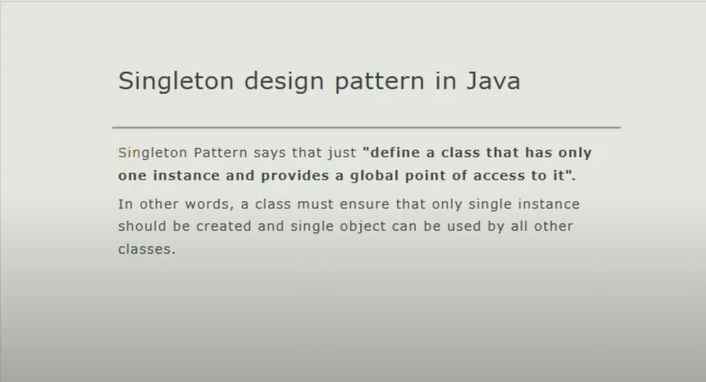 Singleton design pattern in Java
Singleton Pattern says that just "define a class that has only
one instance and provides a global point of access to it".
In other words, a class must ensure that only single instance
should be created and single object can be used by all other
classes.